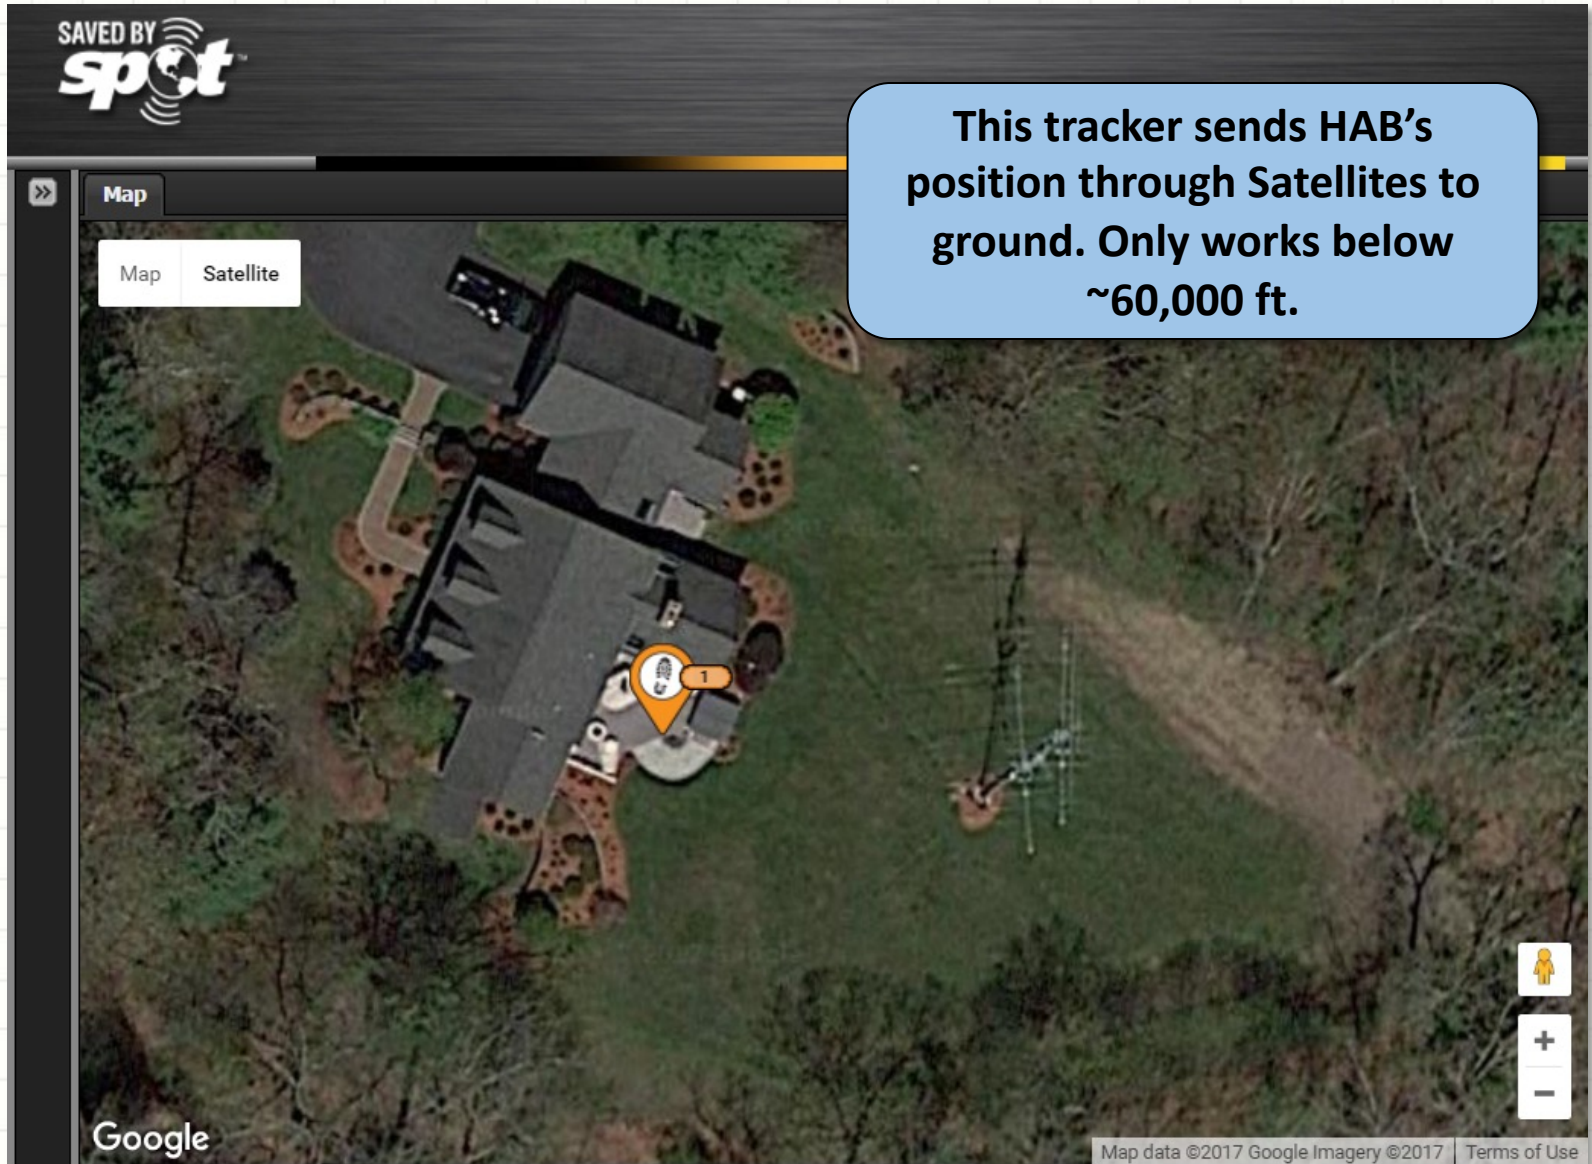 SAVED BY
spot
This tracker sends HAB's
position through Satellites to
ground. Only works below
~60,000 ft.
Map
Map Satellite
1
Google
Map data ©2017 Google Imagery ©2017 Terms of Use